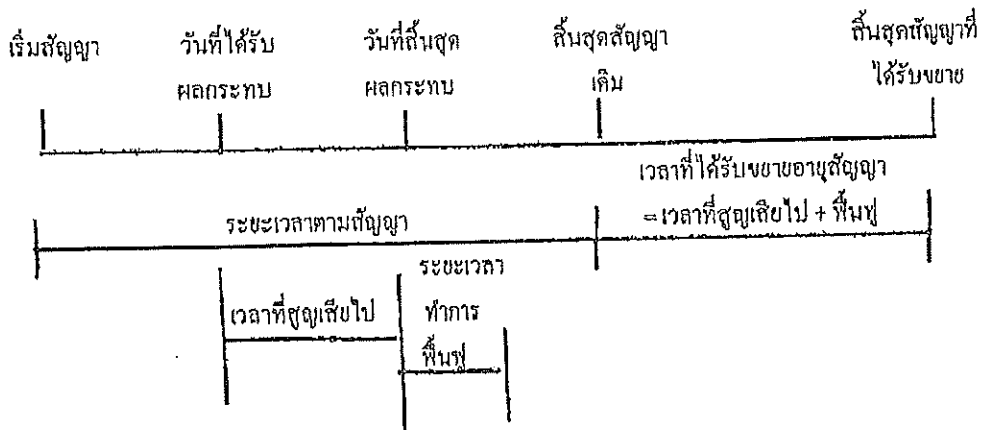 เริ่มสัญญา
วันที่ได้รับ
ผลกระทบ
วันที่สิ้นสุด
ผลกระทบ
สิ้นสุดสัญญา
เดิม
สิ้นสุดสัญญาที่
ได้รับขยาย
เวลาที่ได้รับขยายอายุสัญญา
=เวลาที่สูญเสียไป + ฟื้นฟู
ระยะเวลาตามสัญญา
เวลาที่สูญเสียไป
ระยะเวลา
ทำการ
ฟื้นฟู